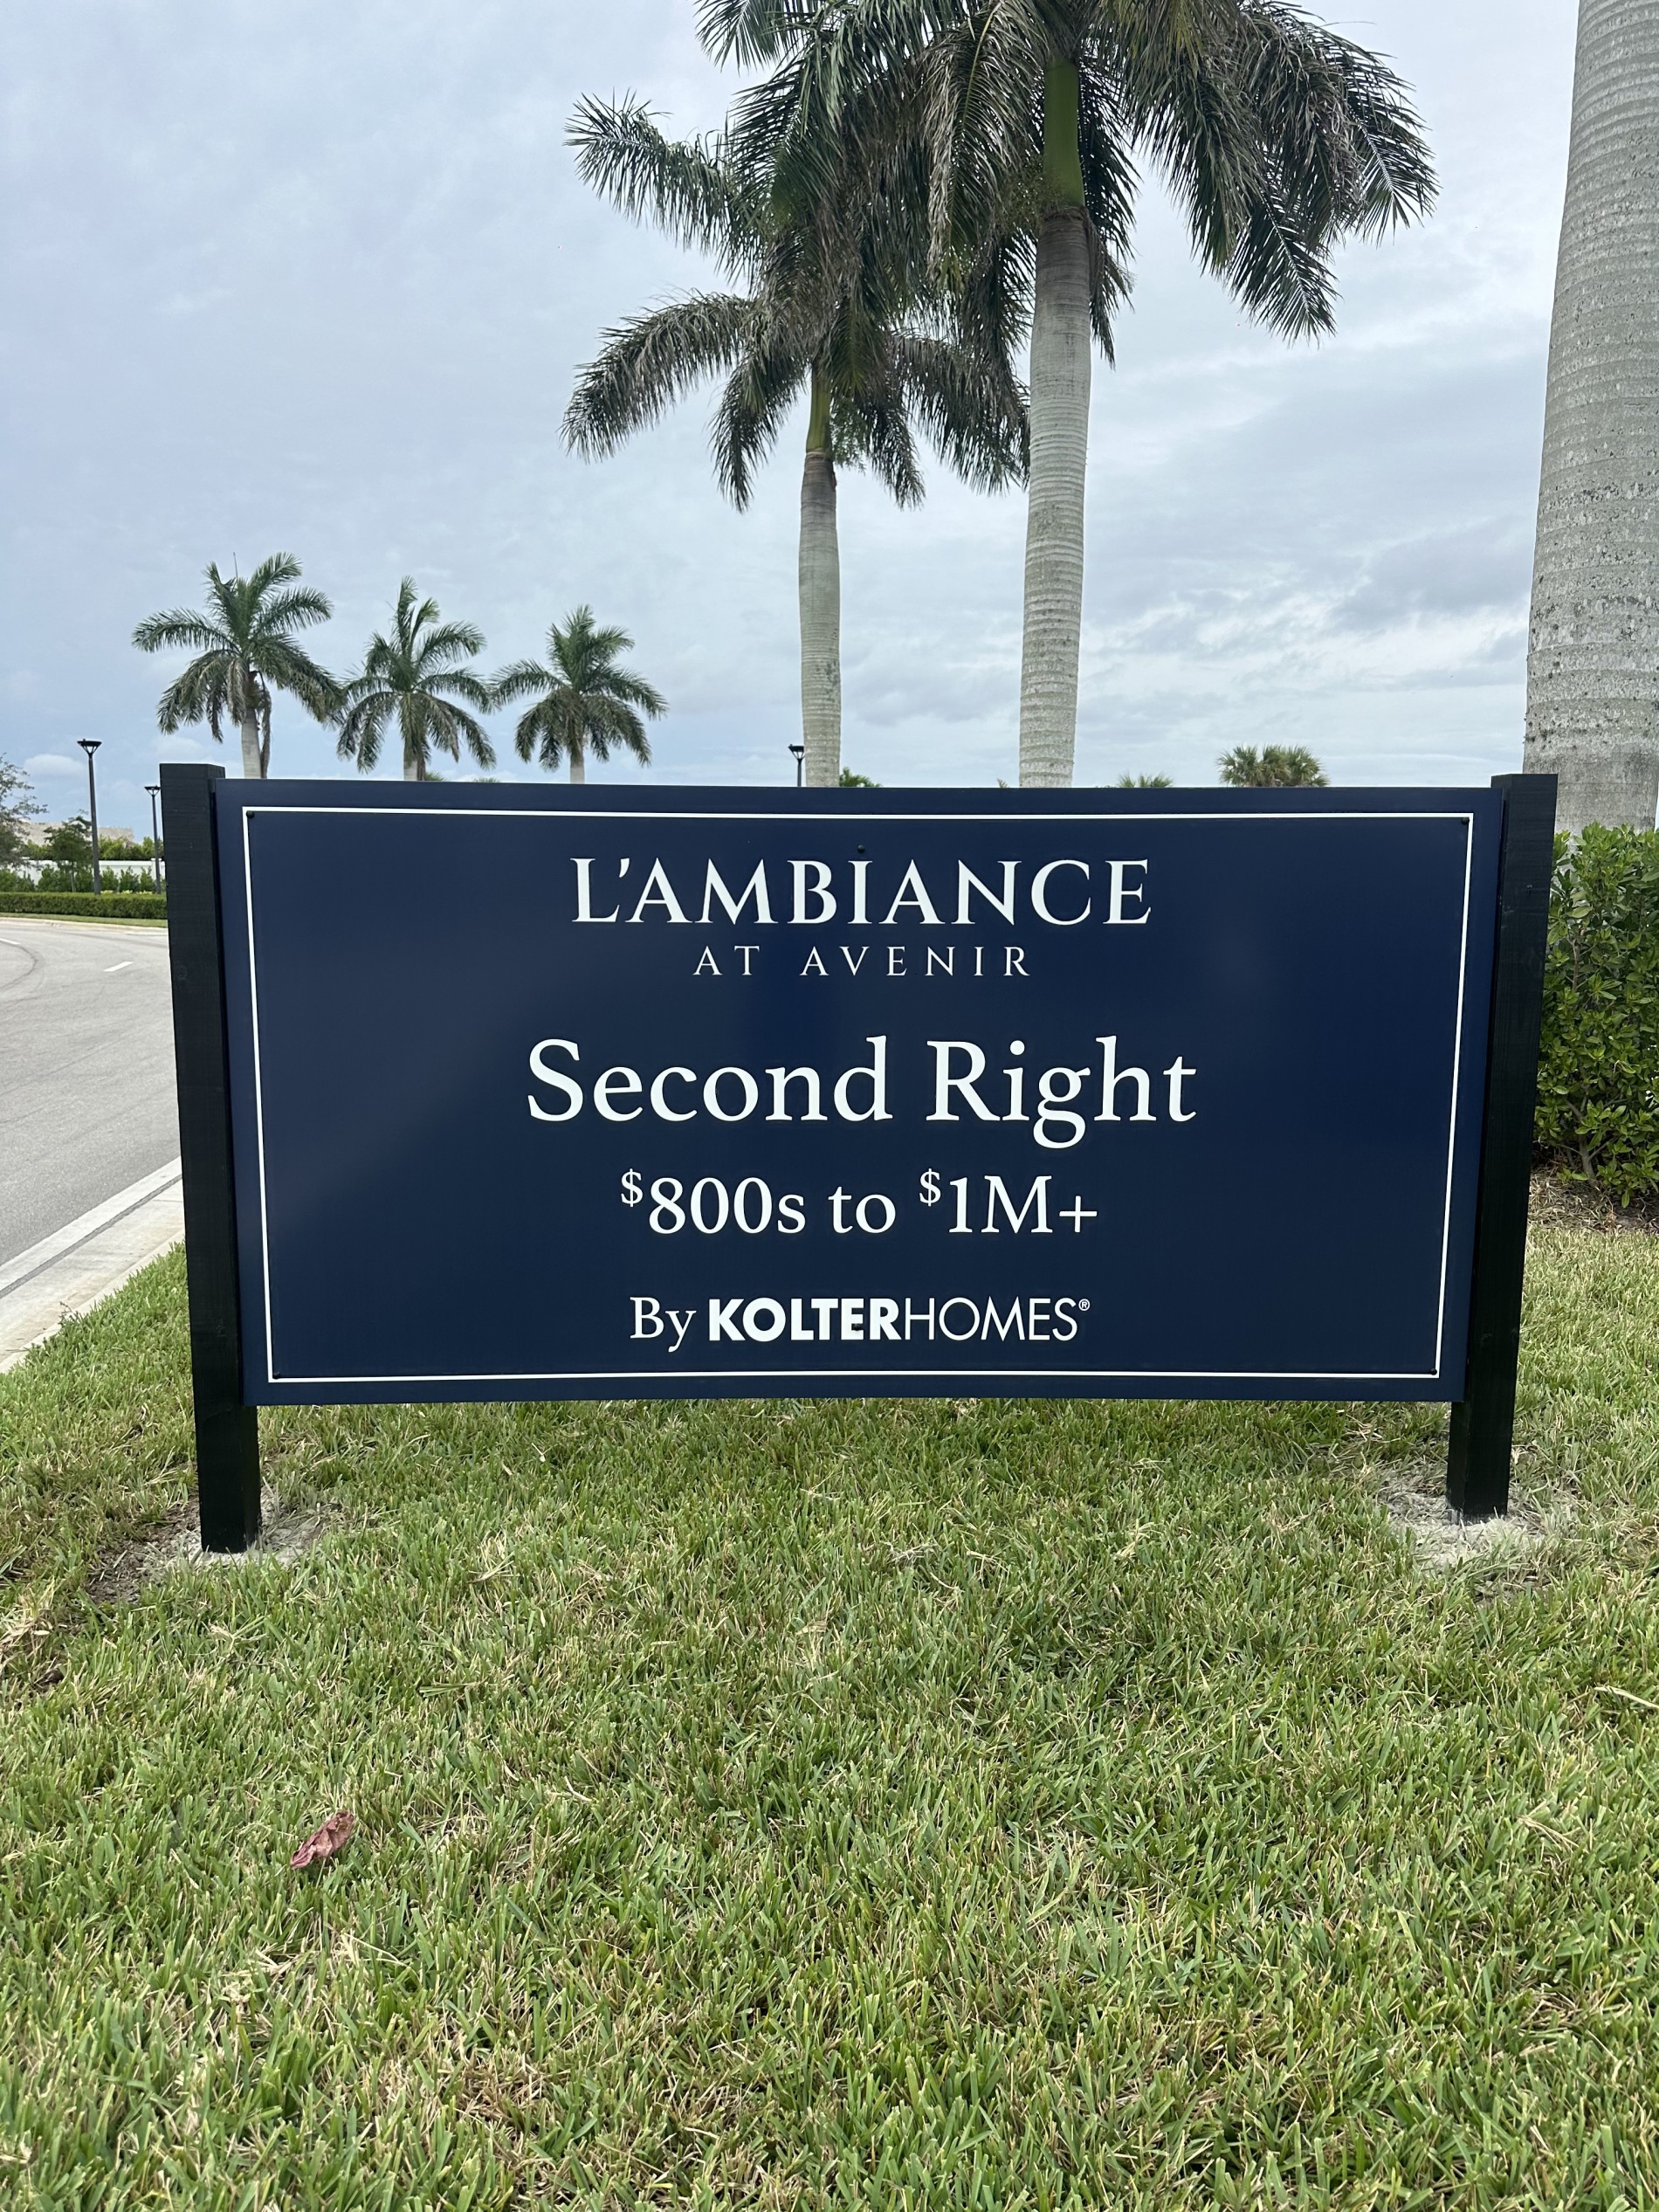 L'AMBIANCE
AT AVENIR
Second Right
$800s to $1M+
By KOLTERHOMES®